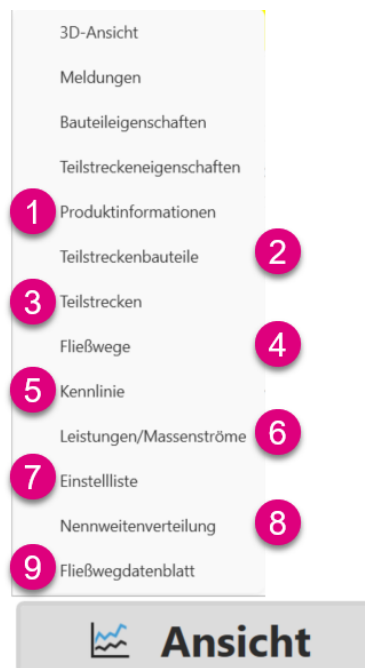 3D-Ansicht
Meldungen
Bauteileigenschaften
Teilstreckeneigenschaften
1 Produktinformationen
Teilstreckenbauteile 2
3 Teilstrecken
Fließwege 4
5 Kennlinie
Leistungen/Massenströme 6
7 Einstellliste
Nennweitenverteilung 8
9 Fließwegdatenblatt
Ansicht